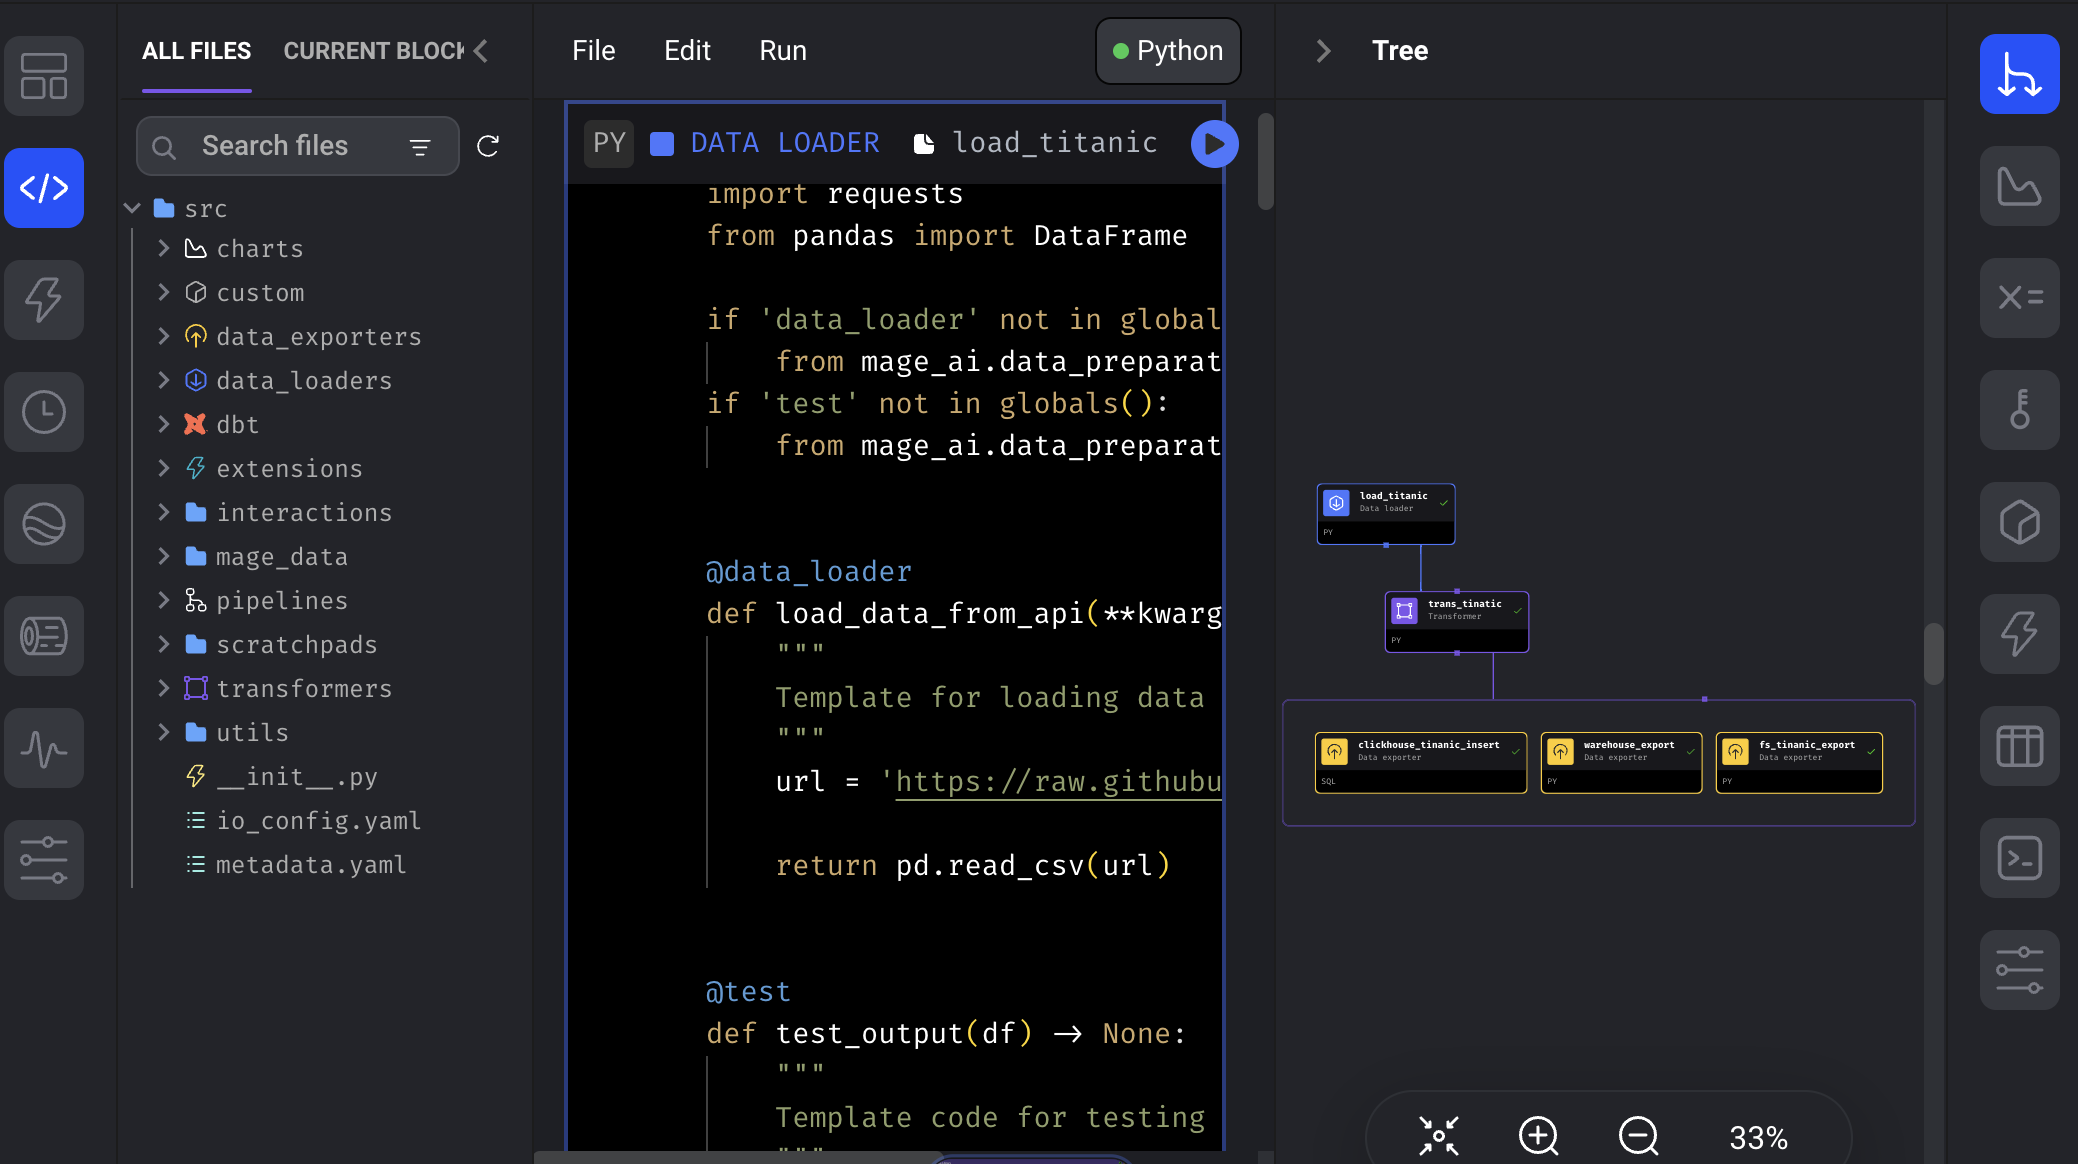 ALL FILES
CURRENT BLOCK
Search files
src
charts
custom
data_exporters
data_loaders
dbt
extensions
interactions
mage_data
pipelines
scratchpads
transformers
utils
__init__.py
io_config.yaml
metadata.yaml
File Edit Run
Python
PY DATA LOADER load_titanic
import requests
from pandas import DataFrame
if 'data_loader' not in global
from mage_ai.data_preparat
if 'test' not in globals():
from mage_ai.data_preparat
@data_loader
def load_data_from_api(**kwarg
"""
Template for loading data
"""
url = 'https://raw.githubu
return pd.read_csv(url)
@test
def test_output(df) -> None:
"""
Template code for testing
"""
Tree
load_titanic
Data loader
PY
trans_tinatic
Transformer
PY
clickhouse_tinanic_insert
Data exporter
SQL
warehouse_export
Data exporter
PY
fs_tinanic_export
Data exporter
PY
33%